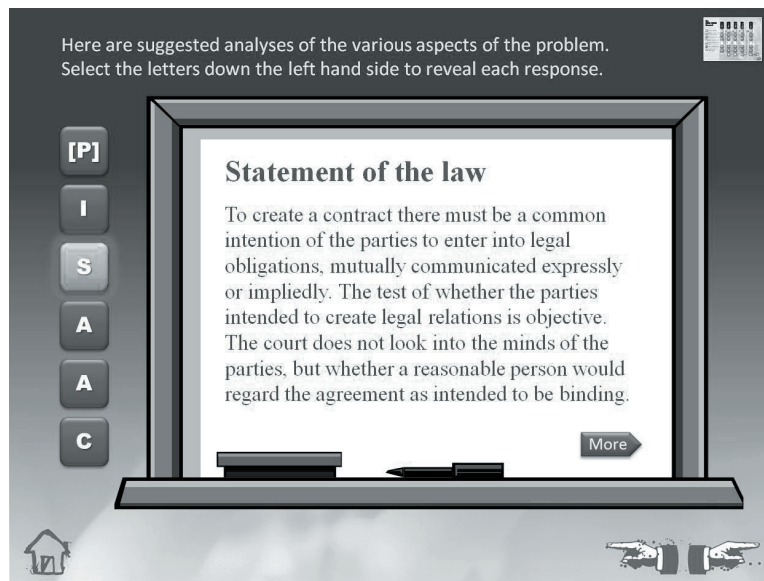 Here are suggested analyses of the various aspects of the problem.
Select the letters down the left hand side to reveal each response.
[P]
I
S
A
A
C
Statement of the law
To create a contract there must be a common
intention of the parties to enter into legal
obligations, mutually communicated expressly
or impliedly. The test of whether the parties
intended to create legal relations is objective.
The court does not look into the minds of the
parties, but whether a reasonable person would
regard the agreement as intended to be binding.
More